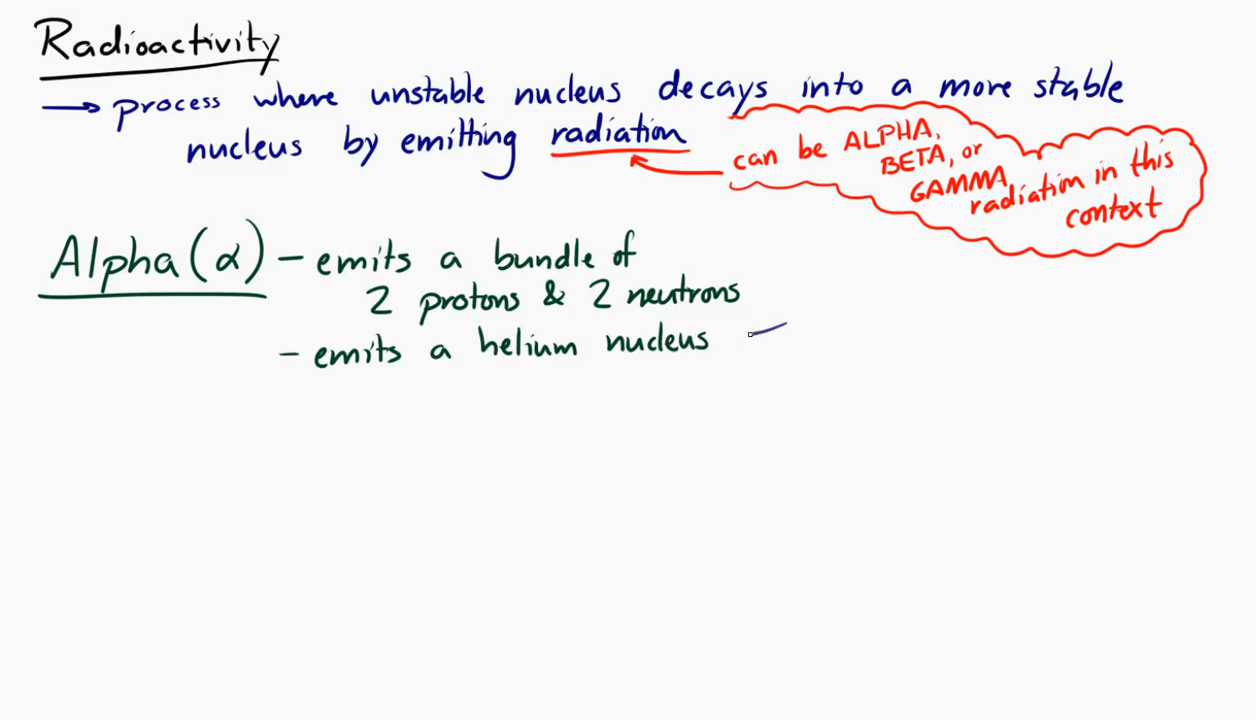 Radioactivity
→ process where unstable nucleus decays into a more stable
nucleus by emitting radiation
can be ALPHA,
BETA, or
GAMMA
radiation in this
context
Alpha (α) – emits a bundle of
2 protons & 2 neutrons
– emits a helium nucleus